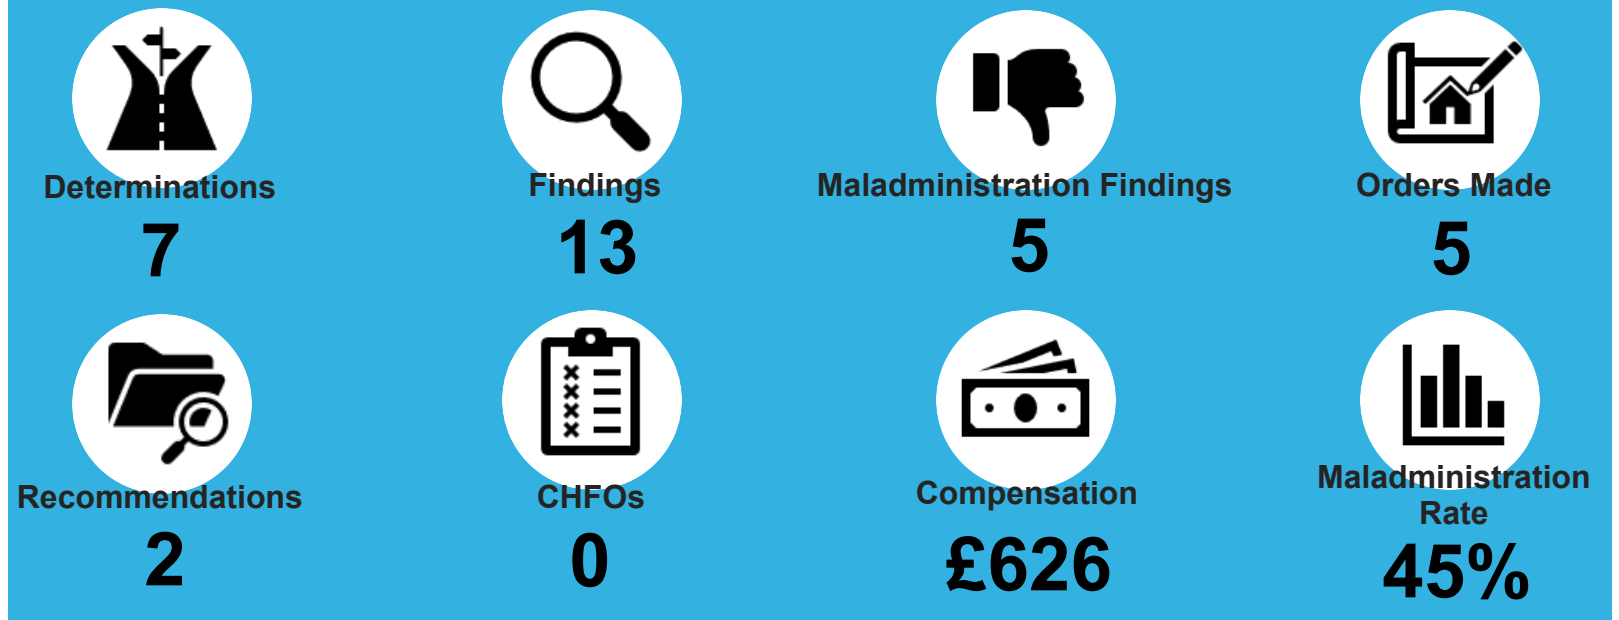 Determinations
7
Findings
13
Maladministration Findings
5
Orders Made
5
Recommendations
2
CHFOs
0
Compensation
£626
Maladministration
Rate
45%